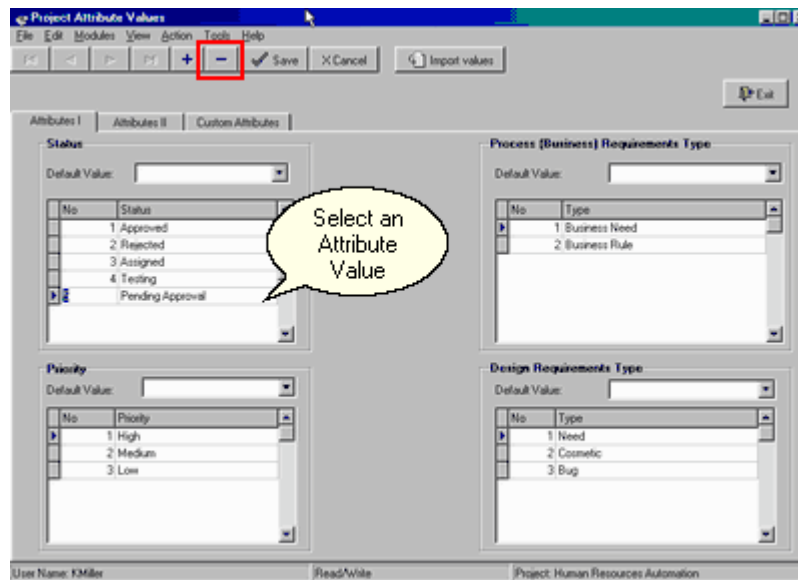 Project Attribute Values
File Edit Modules View Action Tools Help
+ − Save X Cancel Import values
Exit
Attributes I Attributes II Custom Attributes
Status
Default Value:
No Status
1 Approved
2 Rejected
3 Assigned
4 Testing
Pending Approval
Select an
Attribute
Value
Process (Business) Requirements Type
Default Value:
No Type
1 Business Need
2 Business Rule
Priority
Default Value:
No Priority
1 High
2 Medium
3 Low
Design Requirements Type
Default Value:
No Type
1 Need
2 Cosmetic
3 Bug
User Name: KMiller Read/Write Project: Human Resources Automation